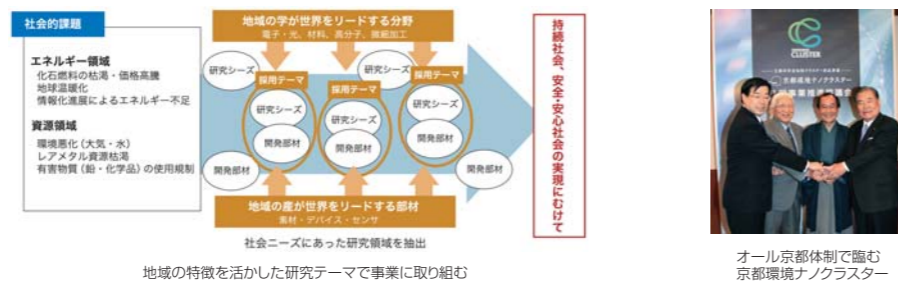 社会的課題
エネルギー領域
化石燃料の枯渇・価格高騰
地球温暖化
情報化進展によるエネルギー不足
資源領域
環境悪化（大気・水）
レアメタル資源枯渇
有害物質（鉛・化学品）の使用規制
地域の学が世界をリードする分野
電子・光、材料、高分子、微細加工
研究シーズ
研究シーズ
採用テーマ
採用テーマ
採用テーマ
研究シーズ
研究シーズ
研究シーズ
開発部材
開発部材
開発部材
開発部材
開発部材
地域の産が世界をリードする部材
素材・デバイス・センサ
社会ニーズにあった研究領域を抽出
持続社会、安全・安心社会の実現にむけて
地域の特徴を活かした研究テーマで事業に取り組む
CLUSTER
京都環境ナノクラスター
オール京都体制で臨む
京都環境ナノクラスター